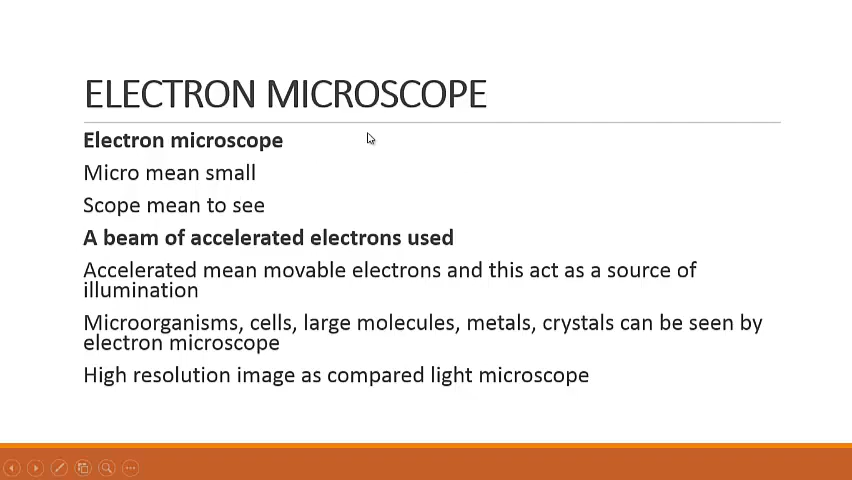 ELECTRON MICROSCOPE
Electron microscope
Micro mean small
Scope mean to see
A beam of accelerated electrons used
Accelerated mean movable electrons and this act as a source of
illumination
Microorganisms, cells, large molecules, metals, crystals can be seen by
electron microscope
High resolution image as compared light microscope